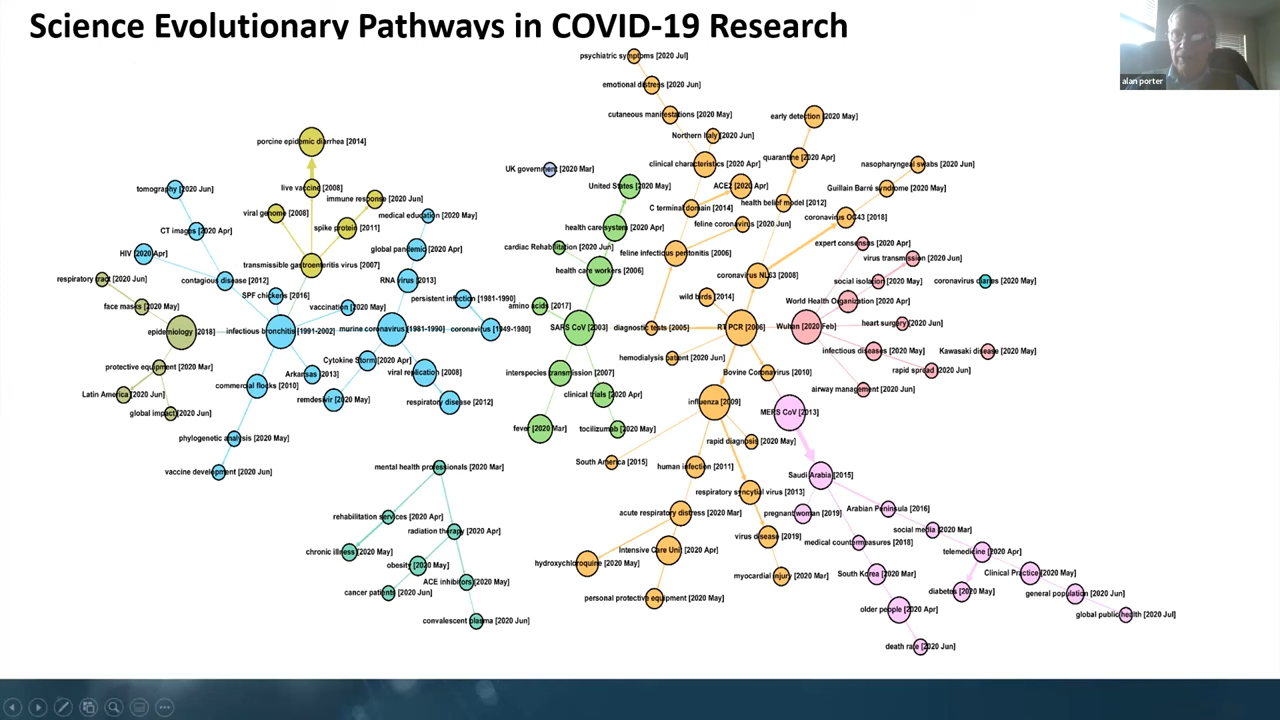 Science Evolutionary Pathways in COVID-19 Research
alan porter
psychiatric symptoms [2020 Jul]
emotional distress [2020 Jun]
cutaneous manifestations [2020 May]
early detection [2020 May]
Northern Italy [2020 Jun]
porcine epidemic diarrhea [2014]
quarantine [2020 Apr]
clinical characteristics [2020 Apr]
nasopharyngeal swabs [2020 Jun]
UK government [2020 Mar]
United States [2020 May]
ACE2 [2020 Apr]
Guillain Barré syndrome [2020 May]
tomography [2020 Jun]
live vaccine [2008]
immune response [2020 Jun]
health belief model [2012]
C terminal domain [2014]
viral genome [2008]
medical education [2020 May]
coronavirus OC43 [2018]
feline coronavirus [2020 Jun]
spike protein [2011]
health care system [2020 Apr]
CT images [2020 Apr]
expert consensus [2020 Apr]
cardiac Rehabilitation [2020 Jun]
global pandemic [2020 Apr]
HIV [2020 Apr]
feline infectious peritonitis [2006]
virus transmission [2020 Jun]
transmissible gastroenteritis virus [2007]
health care workers [2006]
coronavirus NL63 [2008]
respiratory tract [2020 Jun]
contagious disease [2012]
RNA virus [2013]
social isolation [2020 May]
coronavirus diaries [2020 May]
SPF chickens [2016]
persistent infection [1981-1990]
wild birds [2014]
World Health Organization [2020 Apr]
face masks [2020 May]
vaccination [2020 May]
amino acids [2017]
epidemiology [2018]
infectious bronchitis [1991-2002]
murine coronavirus [1981-1990]
coronavirus [1949-1980]
SARS CoV [2003]
diagnostic tests [2005]
RT PCR [2006]
Wuhan [2020 Feb]
heart surgery [2020 Jun]
infectious diseases [2020 May]
Kawasaki disease [2020 May]
hemodialysis patient [2020 Jun]
Cytokine Storm [2020 Apr]
protective equipment [2020 Mar]
Arkansas [2013]
viral replication [2008]
interspecies transmission [2007]
Bovine Coronavirus [2010]
rapid spread [2020 Jun]
commercial flocks [2010]
airway management [2020 Jun]
Latin America [2020 Jun]
remdesivir [2020 May]
respiratory disease [2012]
clinical trials [2020 Apr]
influenza [2009]
global impact [2020 Jun]
MERS CoV [2013]
fever [2020 Mar]
tocilizumab [2020 May]
phylogenetic analysis [2020 May]
rapid diagnosis [2020 May]
vaccine development [2020 Jun]
mental health professionals [2020 Mar]
South America [2015]
human infection [2011]
Saudi Arabia [2015]
respiratory syncytial virus [2013]
Arabian Peninsula [2016]
rehabilitation services [2020 Apr]
acute respiratory distress [2020 Mar]
pregnant woman [2019]
radiation therapy [2020 Apr]
social media [2020 Mar]
virus disease [2019]
medical countermeasures [2018]
chronic illness [2020 May]
Intensive Care Unit [2020 Apr]
telemedicine [2020 Apr]
obesity [2020 May]
hydroxychloroquine [2020 May]
myocardial injury [2020 Mar]
South Korea [2020 Mar]
Clinical Practice [2020 May]
ACE inhibitors [2020 May]
cancer patients [2020 Jun]
diabetes [2020 May]
general population [2020 Jun]
personal protective equipment [2020 May]
older people [2020 Apr]
global public health [2020 Jul]
convalescent plasma [2020 Jun]
death rate [2020 Jun]